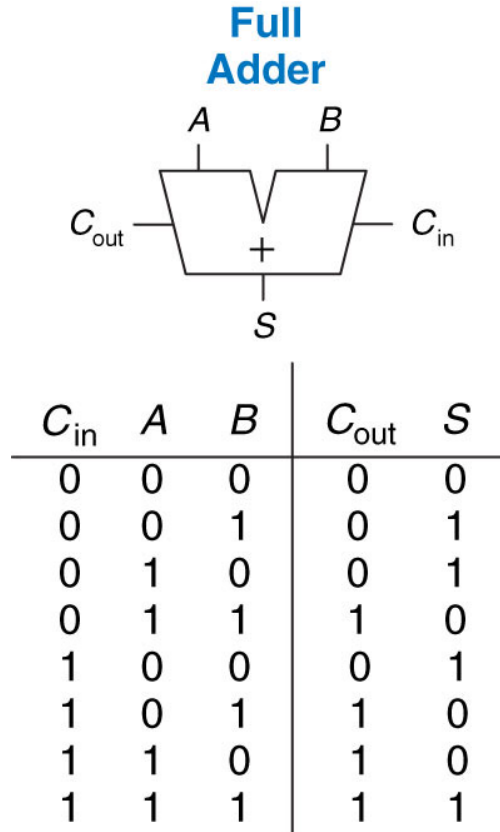 Full
Adder
A B
Cout Cin
+
S
Cin A B Cout S
0 0 0 0 0
0 0 1 0 1
0 1 0 0 1
0 1 1 1 0
1 0 0 0 1
1 0 1 1 0
1 1 0 1 0
1 1 1 1 1